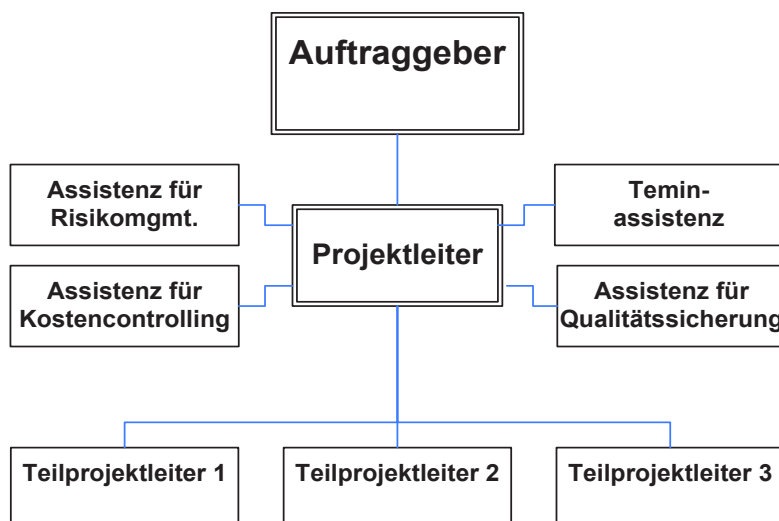 Auftraggeber
Assistenz für
Risikomgmt.
Temin-
assistenz
Projektleiter
Assistenz für
Kostencontrolling
Assistenz für
Qualitätssicherung
Teilprojektleiter 1
Teilprojektleiter 2
Teilprojektleiter 3